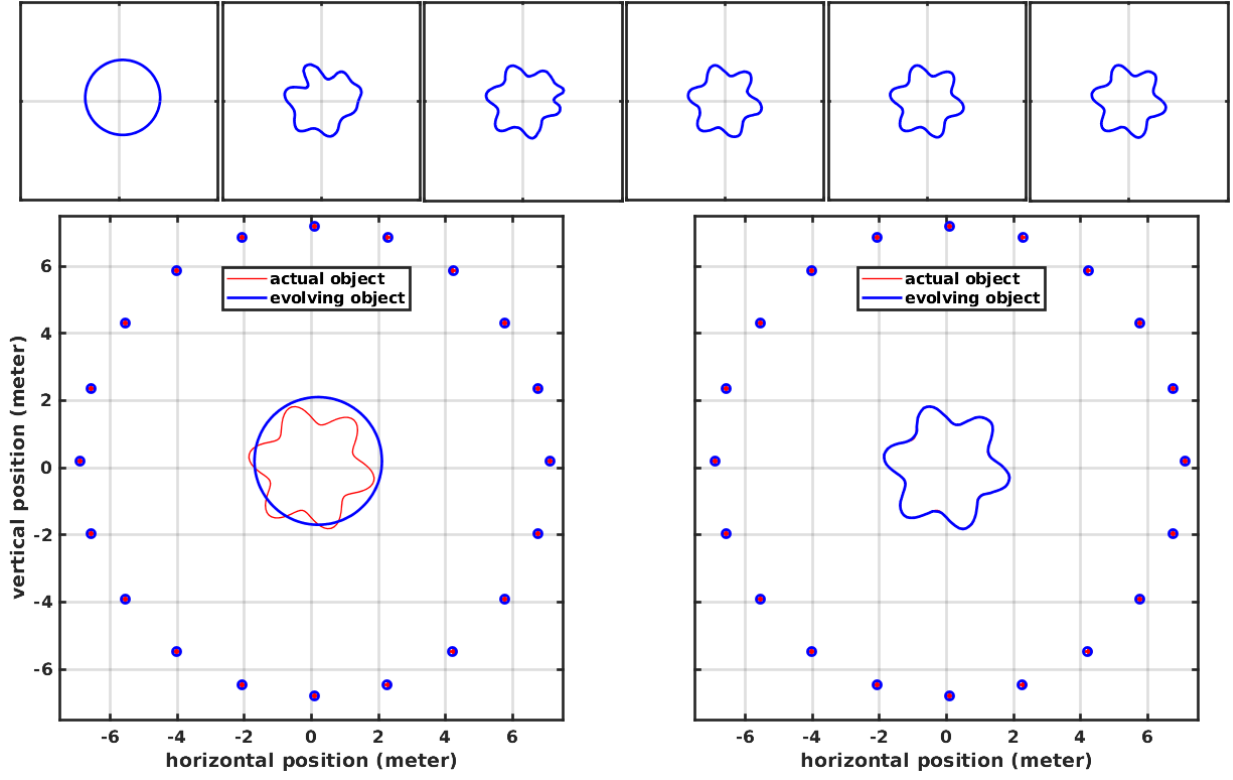 actual object
evolving object
6
4
2
0
-2
-4
-6
vertical position (meter)
-6 -4 -2 0 2 4 6
horizontal position (meter)
actual object
evolving object
-6 -4 -2 0 2 4 6
horizontal position (meter)